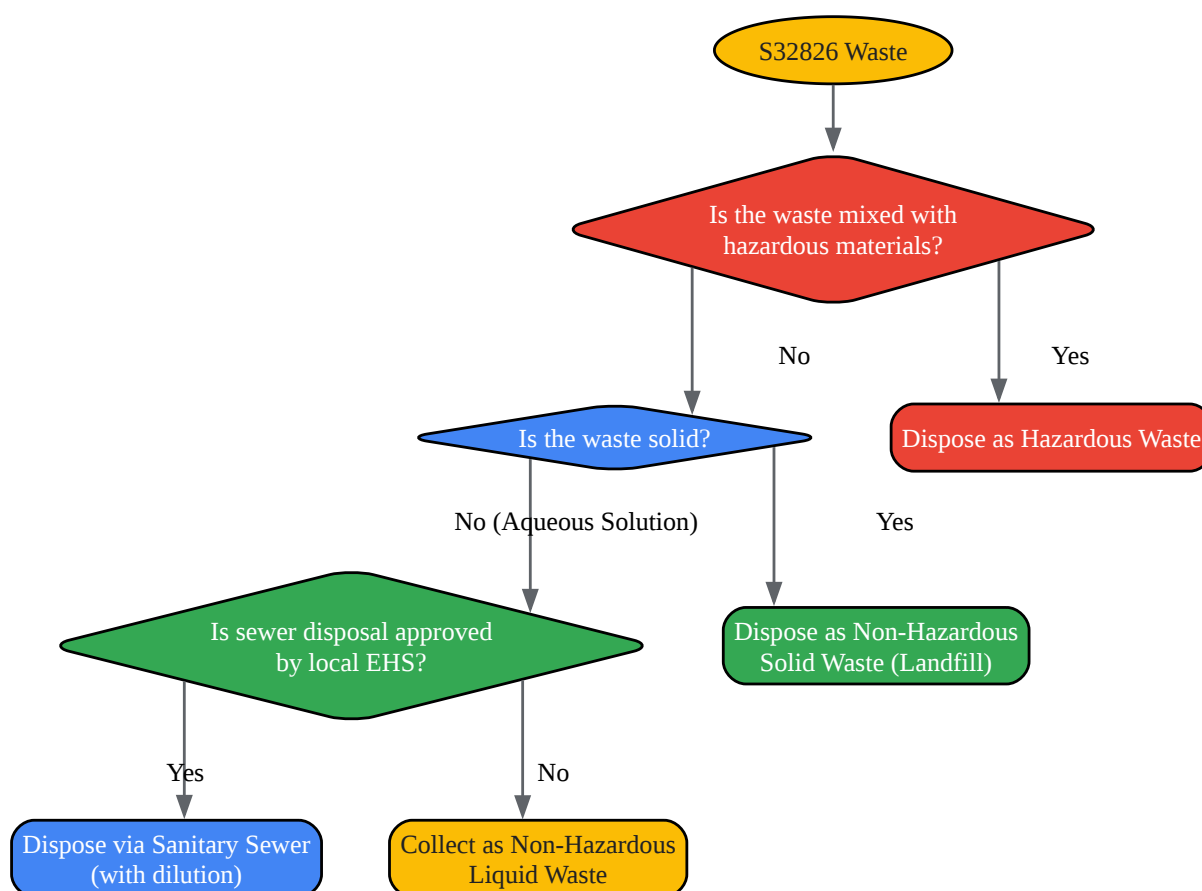 S32826 Waste
Is the waste mixed with
hazardous materials?
No
Yes
Is the waste solid?
Dispose as Hazardous Waste
No (Aqueous Solution)
Yes
Is sewer disposal approved
by local EHS?
Dispose as Non-Hazardous
Solid Waste (Landfill)
Yes
No
Dispose via Sanitary Sewer
(with dilution)
Collect as Non-Hazardous
Liquid Waste